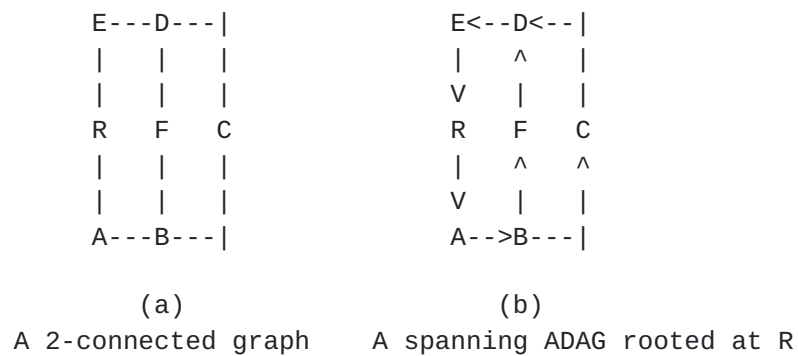 E---D---| E<--D<--|
| | | | ^ |
| | | V | |
R F C R F C
| | | | ^ ^
| | | V | |
A---B---| A-->B---|
(a) (b)
A 2-connected graph A spanning ADAG rooted at R